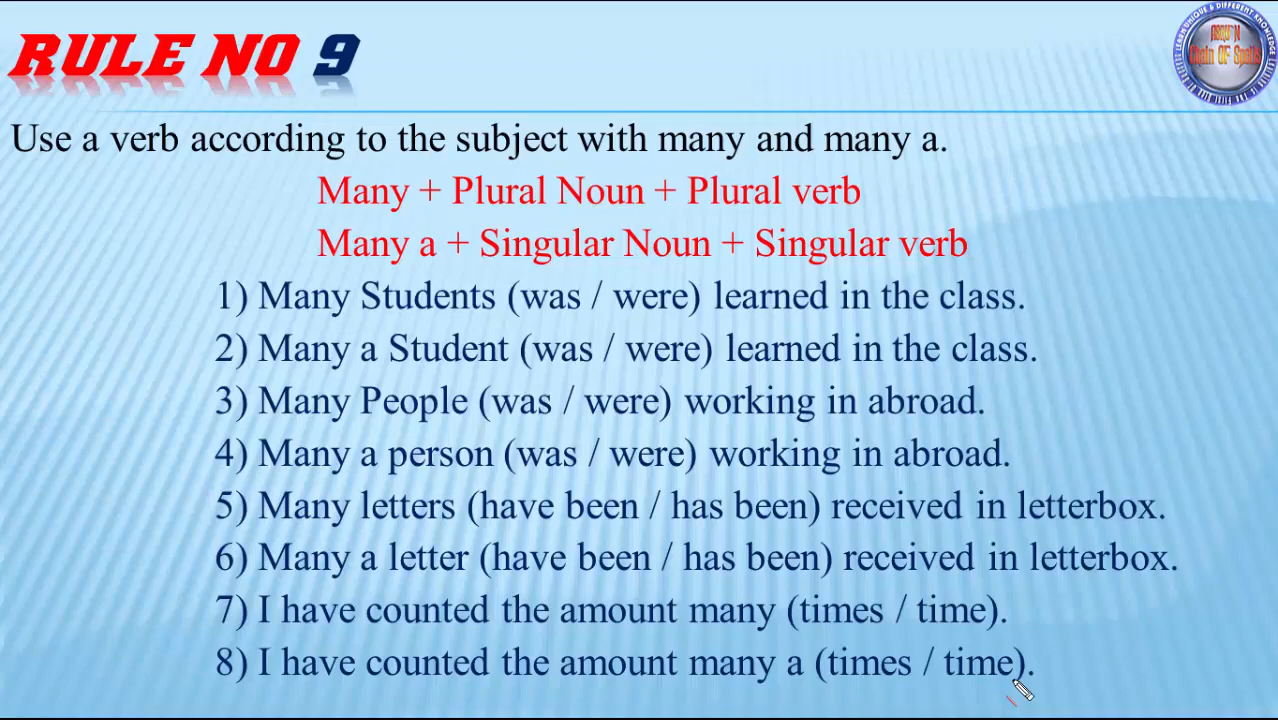 RULE NO 9
Use a verb according to the subject with many and many a.
Many + Plural Noun + Plural verb
Many a + Singular Noun + Singular verb
1) Many Students (was / were) learned in the class.
2) Many a Student (was / were) learned in the class.
3) Many People (was / were) working in abroad.
4) Many a person (was / were) working in abroad.
5) Many letters (have been / has been) received in letterbox.
6) Many a letter (have been / has been) received in letterbox.
7) I have counted the amount many (times / time).
8) I have counted the amount many a (times / time).